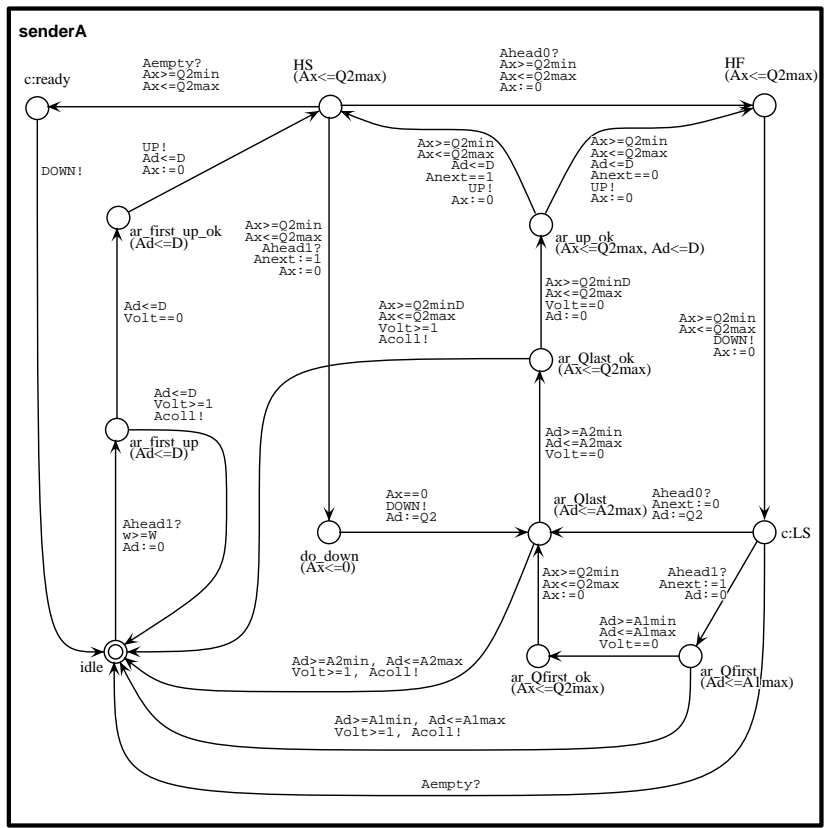 senderA
Aempty?
Ax>=Q2min
Ax<=Q2max
HS
(Ax<=Q2max)
Ahead0?
Ax>=Q2min
Ax<=Q2max
Ax:=0
HF
(Ax<=Q2max)
c:ready
DOWN!
UP!
Ad<=D
Ax:=0
Ax>=Q2min
Ax<=Q2max
Ad<=D
Anext==1
UP!
Ax:=0
Ax>=Q2min
Ax<=Q2max
Ad<=D
Anext==0
UP!
Ax:=0
ar_first_up_ok
(Ad<=D)
Ax>=Q2min
Ax<=Q2max
Ahead1?
Anext:=1
Ax:=0
ar_up_ok
(Ax<=Q2max, Ad<=D)
Ad<=D
Volt==0
Ax>=Q2minD
Ax<=Q2max
Volt>=1
Acoll!
Ax>=Q2minD
Ax<=Q2max
Volt==0
Ad:=0
Ax>=Q2min
Ax<=Q2max
DOWN!
Ax:=0
ar_Qlast_ok
(Ax<=Q2max)
Ad<=D
Volt>=1
Acoll!
ar_first_up
(Ad<=D)
Ad>=A2min
Ad<=A2max
Volt==0
Ahead1?
w>=W
Ad:=0
Ax==0
DOWN!
Ad:=Q2
ar_Qlast
(Ad<=A2max)
Ahead0?
Anext:=0
Ad:=Q2
c:LS
do_down
(Ax<=0)
Ax>=Q2min
Ax<=Q2max
Ax:=0
Ahead1?
Anext:=1
Ad:=0
Ad>=A1min
Ad<=A1max
Volt==0
idle
Ad>=A2min, Ad<=A2max
Volt>=1, Acoll!
ar_Qfirst_ok
(Ax<=Q2max)
ar_Qfirst
(Ad<=A1max)
Ad>=A1min, Ad<=A1max
Volt>=1, Acoll!
Aempty?